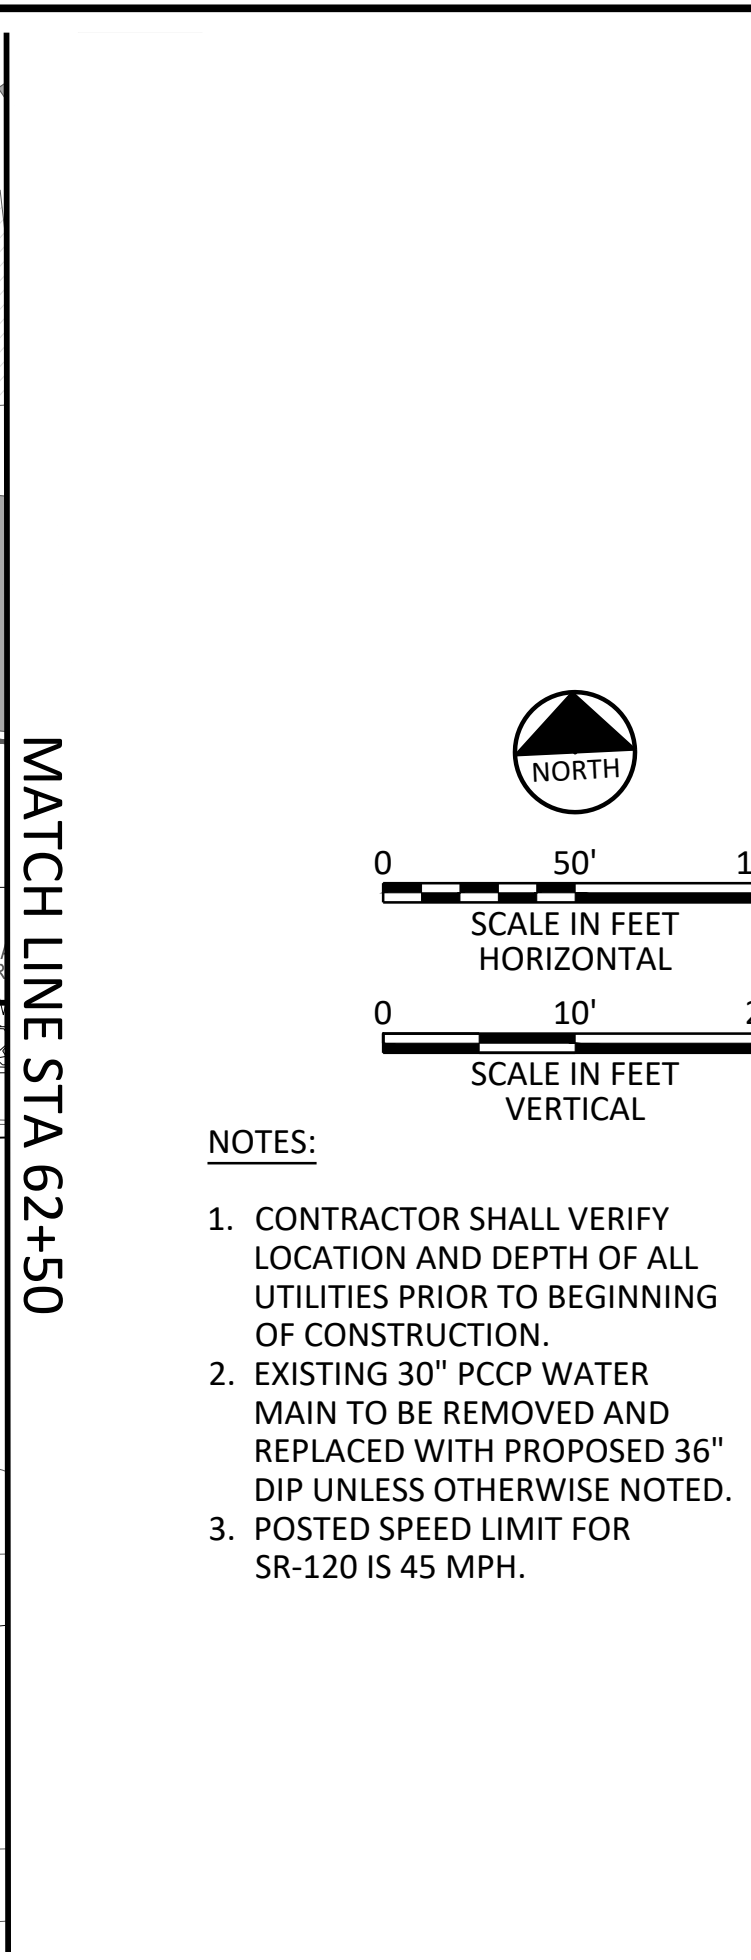 MATCH LINE STA 62+50
NORTH
0 50'
SCALE IN FEET
HORIZONTAL
0 10'
SCALE IN FEET
VERTICAL
NOTES:
1. CONTRACTOR SHALL VERIFY
LOCATION AND DEPTH OF ALL
UTILITIES PRIOR TO BEGINNING
OF CONSTRUCTION.
2. EXISTING 30" PCCP WATER
MAIN TO BE REMOVED AND
REPLACED WITH PROPOSED 36"
DIP UNLESS OTHERWISE NOTED.
3. POSTED SPEED LIMIT FOR
SR-120 IS 45 MPH.